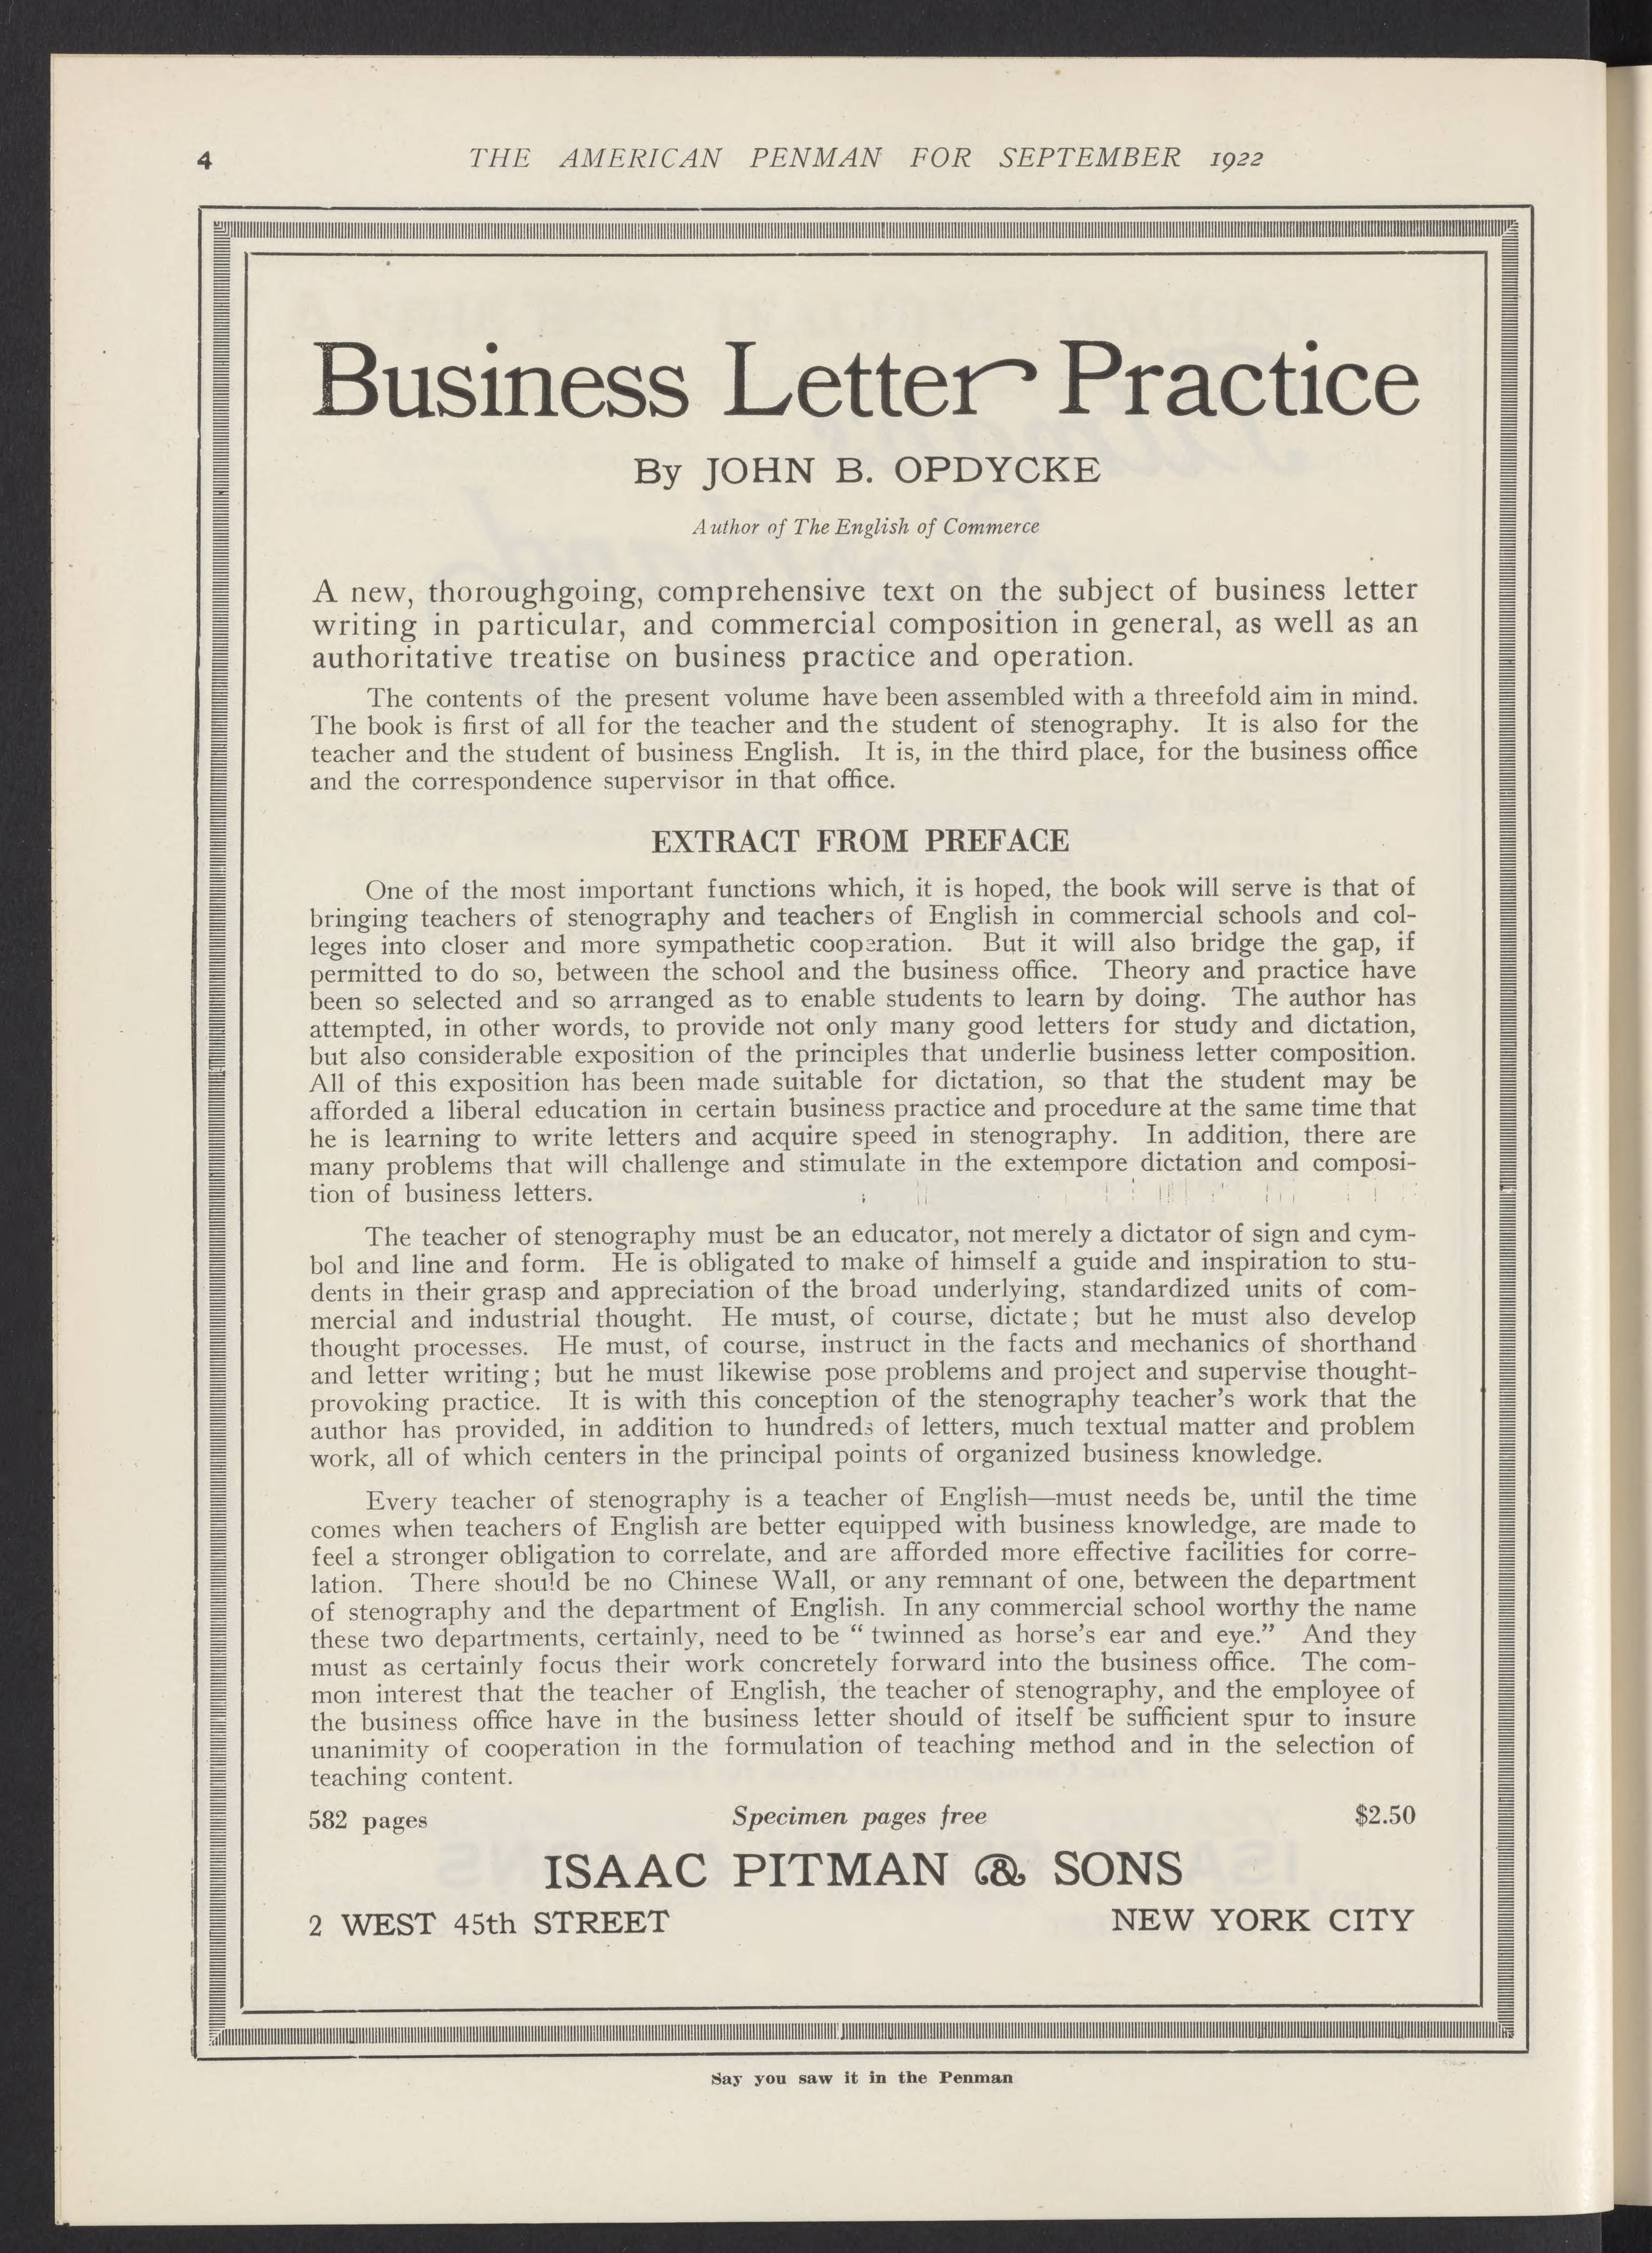 4
THE AMERICAN PENMAN FOR SEPTEMBER 1922
Business Letter Practice
By JOHN B. OPDYCKE
Author of The English of Commerce
A new, thoroughgoing, comprehensive text on the subject of business letter
writing in particular, and commercial composition in general, as well as an
authoritative treatise on business practice and operation.
The contents of the present volume have been assembled with a threefold aim in mind.
The book is first of all for the teacher and the student of stenography. It is also for the
teacher and the student of business English. It is, in the third place, for the business office
and the correspondence supervisor in that office.
EXTRACT FROM PREFACE
One of the most important functions which, it is hoped, the book will serve is that of
bringing teachers of stenography and teachers of English in commercial schools and col-
leges into closer and more sympathetic cooperation. But it will also bridge the gap, if
permitted to do so, between the school and the business office. Theory and practice have
been so selected and so arranged as to enable students to learn by doing. The author has
attempted, in other words, to provide not only many good letters for study and dictation,
but also considerable exposition of the principles that underlie business letter composition.
All of this exposition has been made suitable for dictation, so that the student may be
afforded a liberal education in certain business practice and procedure at the same time that
he is learning to write letters and acquire speed in stenography. In addition, there are
many problems that will challenge and stimulate in the extempore dictation and composi-
tion of business letters.
The teacher of stenography must be an educator, not merely a dictator of sign and cym-
bol and line and form. He is obligated to make of himself a guide and inspiration to stu-
dents in their grasp and appreciation of the broad underlying, standardized units of com-
mercial and industrial thought. He must, of course, dictate; but he must also develop
thought processes. He must, of course, instruct in the facts and mechanics of shorthand
and letter writing; but he must likewise pose problems and project and supervise thought-
provoking practice. It is with this conception of the stenography teacher's work that the
author has provided, in addition to hundreds of letters, much textual matter and problem
work, all of which centers in the principal points of organized business knowledge.
Every teacher of stenography is a teacher of English—must needs be, until the time
comes when teachers of English are better equipped with business knowledge, are made to
feel a stronger obligation to correlate, and are afforded more effective facilities for corre-
lation. There should be no Chinese Wall, or any remnant of one, between the department
of stenography and the department of English. In any commercial school worthy the name
these two departments, certainly, need to be “ twinned as horse's ear and eye.” And they
must as certainly focus their work concretely forward into the business office. The com-
mon interest that the teacher of English, the teacher of stenography, and the employee of
the business office have in the business letter should of itself be sufficient spur to insure
unanimity of cooperation in the formulation of teaching method and in the selection of
teaching content.
582 pages Specimen pages free $2.50
ISAAC PITMAN & SONS
2 WEST 45th STREET NEW YORK CITY
Say you saw it in the Penman